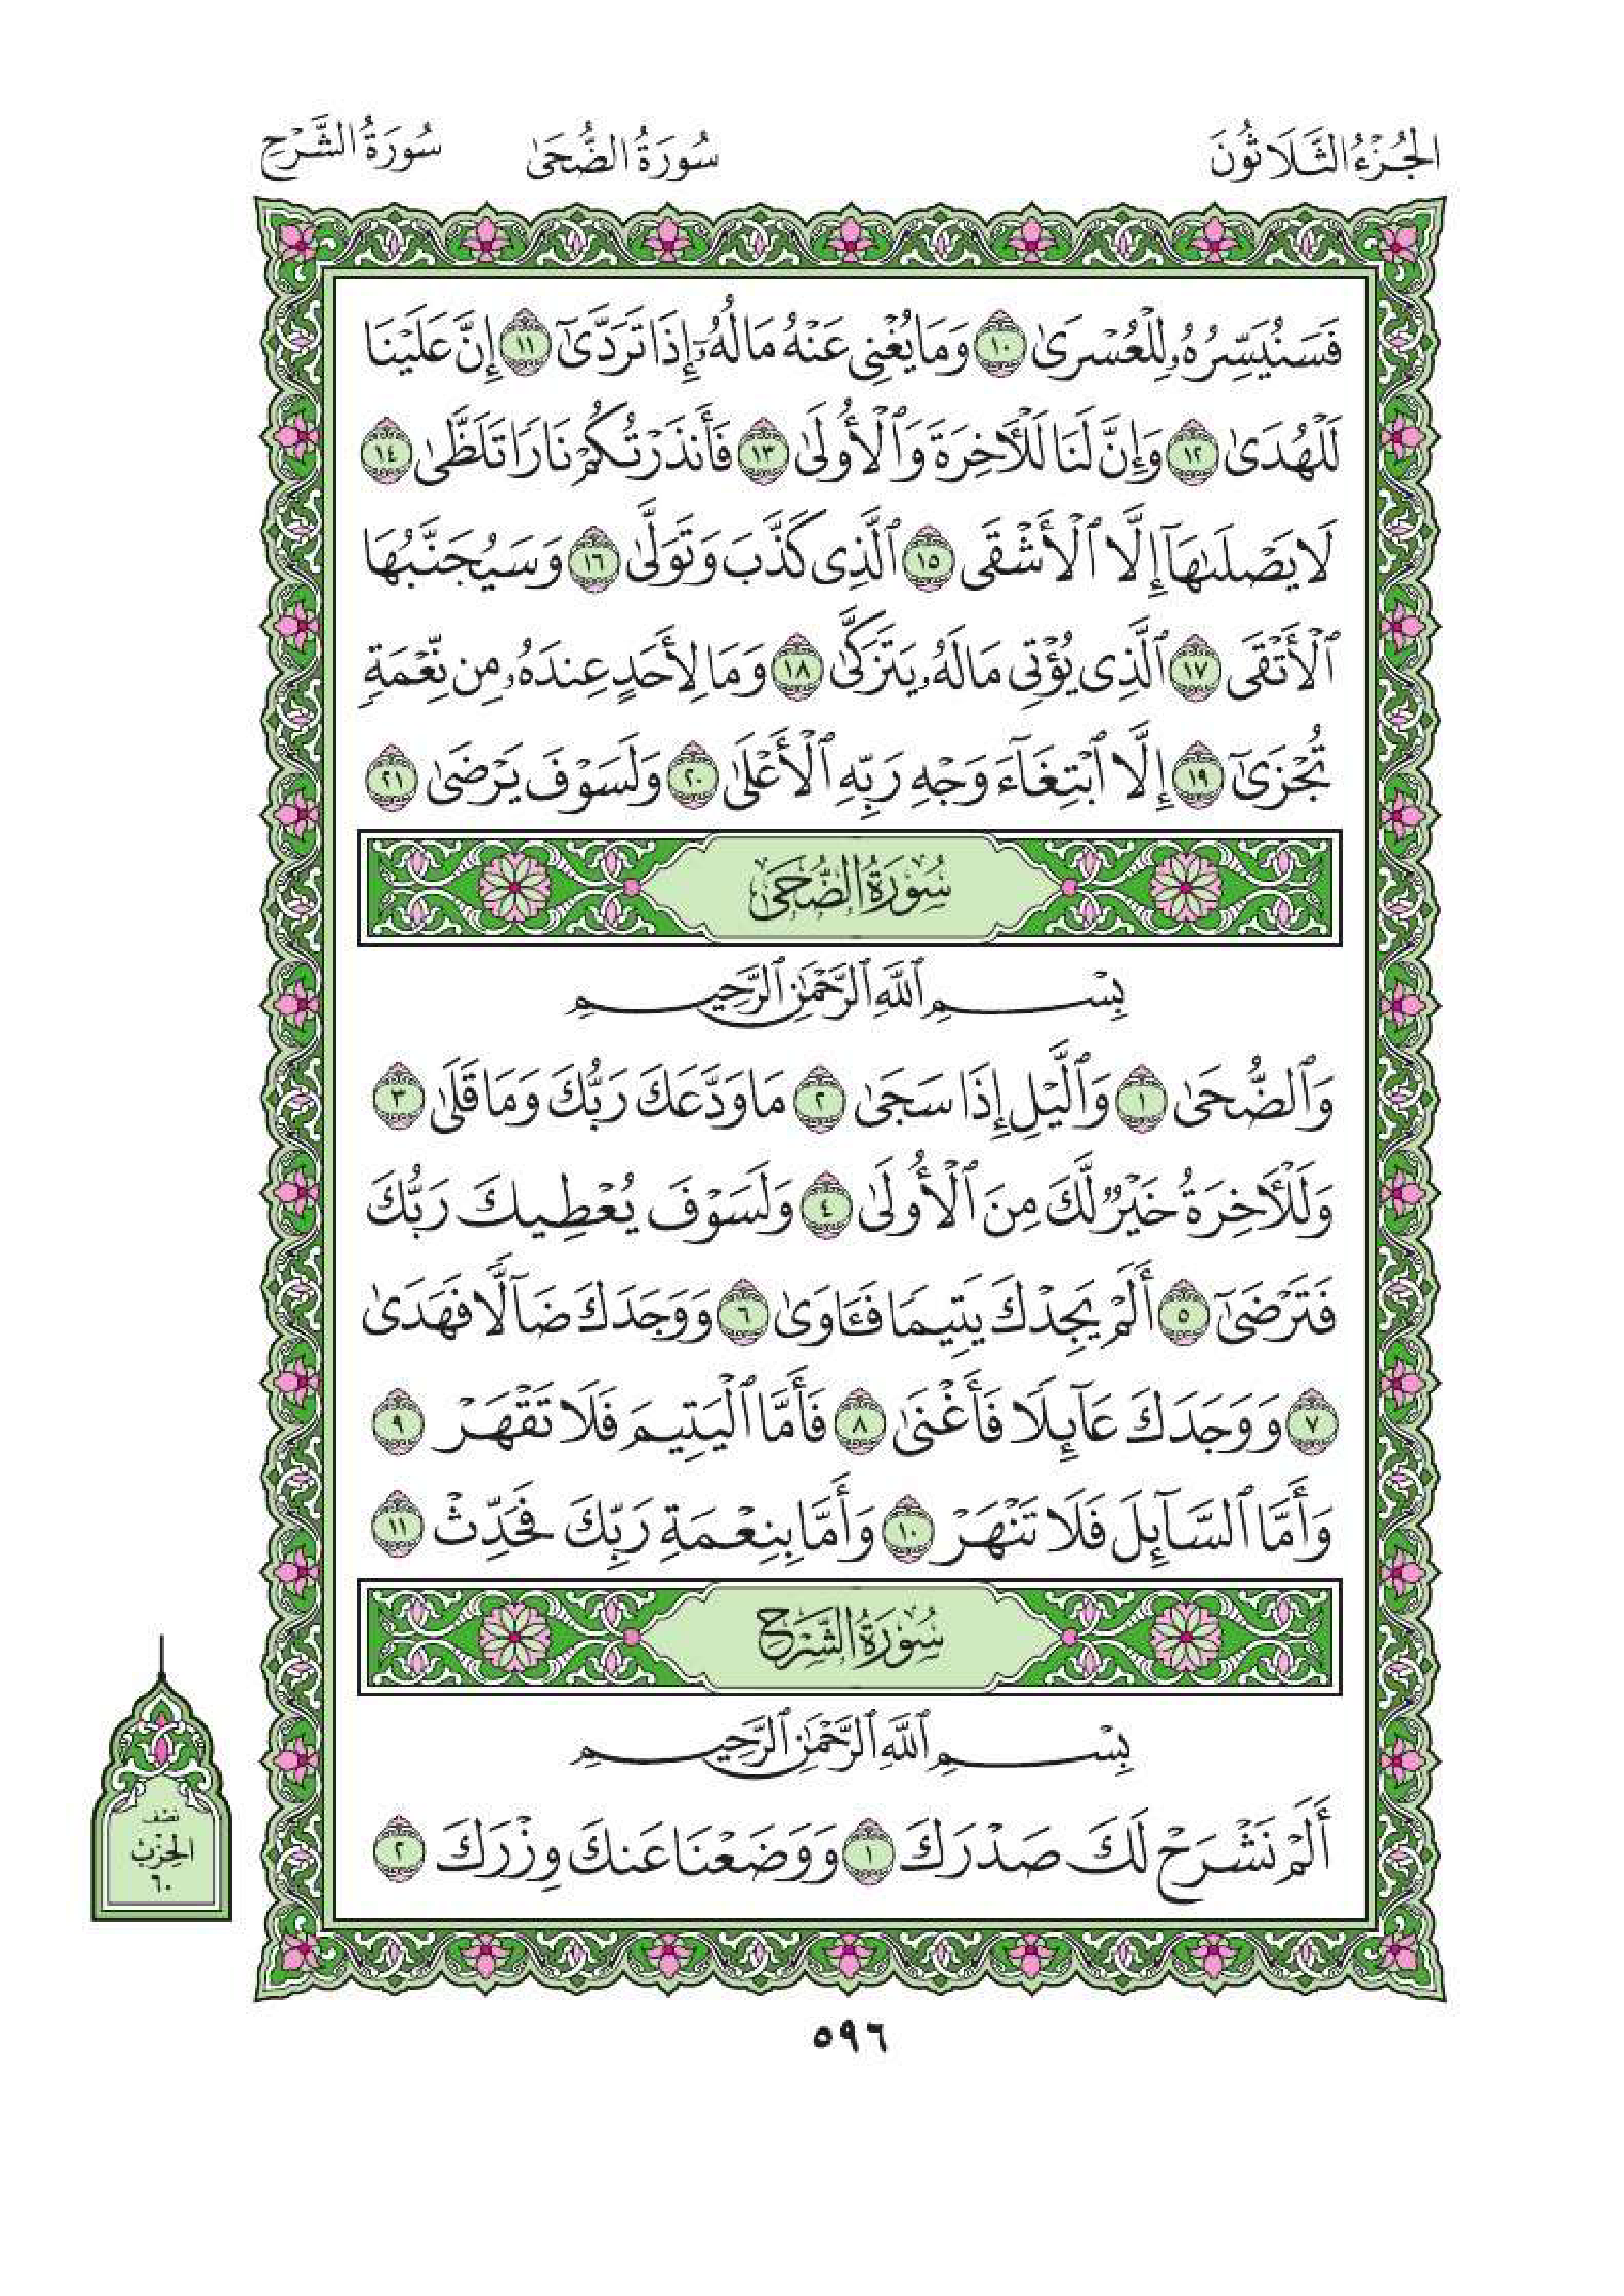 الجُزْءُ الثَّلَاثُونَ سُورَةُ الضُّحَىٰ سُورَةُ الشَّرْحِ
فَسَنُيَسِّرُهُۥ لِلْعُسْرَىٰ ١٠ وَمَا يُغْنِى عَنْهُ مَالُهُۥٓ إِذَا تَرَدَّىٰٓ ١١ إِنَّ عَلَيْنَا
لَلْهُدَىٰ ١٢ وَإِنَّ لَنَا لَلْـَٔاخِرَةَ وَٱلْأُولَىٰ ١٣ فَأَنذَرْتُكُمْ نَارًا تَلَظَّىٰ ١٤
لَا يَصْلَىٰهَآ إِلَّا ٱلْأَشْقَى ١٥ ٱلَّذِى كَذَّبَ وَتَوَلَّىٰ ١٦ وَسَيُجَنَّبُهَا
ٱلْأَتْقَى ١٧ ٱلَّذِى يُؤْتِى مَالَهُۥ يَتَزَكَّىٰ ١٨ وَمَا لِأَحَدٍ عِندَهُۥ مِن نِّعْمَةٍ
تُجْزَىٰٓ ١٩ إِلَّا ٱبْتِغَآءَ وَجْهِ رَبِّهِ ٱلْأَعْلَىٰ ٢٠ وَلَسَوْفَ يَرْضَىٰ ٢١
سُورَةُ الضُّحَىٰ
بِسْمِ ٱللَّهِ ٱلرَّحْمَٰنِ ٱلرَّحِيمِ
وَٱلضُّحَىٰ ١ وَٱلَّيْلِ إِذَا سَجَىٰ ٢ مَا وَدَّعَكَ رَبُّكَ وَمَا قَلَىٰ ٣
وَلَلْـَٔاخِرَةُ خَيْرٌ لَّكَ مِنَ ٱلْأُولَىٰ ٤ وَلَسَوْفَ يُعْطِيكَ رَبُّكَ
فَتَرْضَىٰٓ ٥ أَلَمْ يَجِدْكَ يَتِيمًا فَـَٔاوَىٰ ٦ وَوَجَدَكَ ضَآلًّا فَهَدَىٰ
٧ وَوَجَدَكَ عَآئِلًا فَأَغْنَىٰ ٨ فَأَمَّا ٱلْيَتِيمَ فَلَا تَقْهَرْ ٩
وَأَمَّا ٱلسَّآئِلَ فَلَا تَنْهَرْ ١٠ وَأَمَّا بِنِعْمَةِ رَبِّكَ فَحَدِّثْ ١١
سُورَةُ الشَّرْحِ
بِسْمِ ٱللَّهِ ٱلرَّحْمَٰنِ ٱلرَّحِيمِ
أَلَمْ نَشْرَحْ لَكَ صَدْرَكَ ١ وَوَضَعْنَا عَنكَ وِزْرَكَ ٢
نصْف
الحِزْب
٦٠
٥٩٦